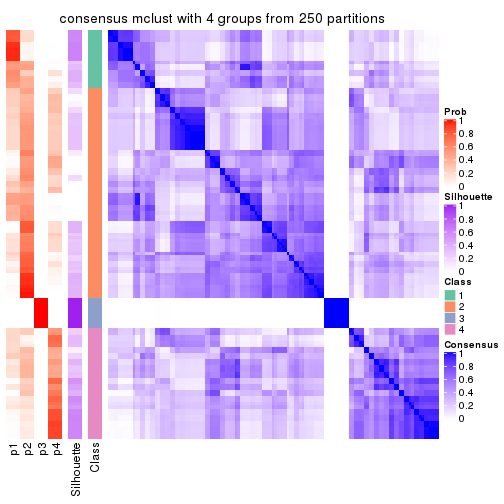 consensus mclust with 4 groups from 250 partitions
Prob
1
0.8
0.6
0.4
0.2
0
Silhouette
1
0.8
0.6
0.4
0.2
0
Class
1
2
3
4
Consensus
1
0.8
0.6
0.4
0.2
0
p1
p2
p3
p4
Silhouette
Class